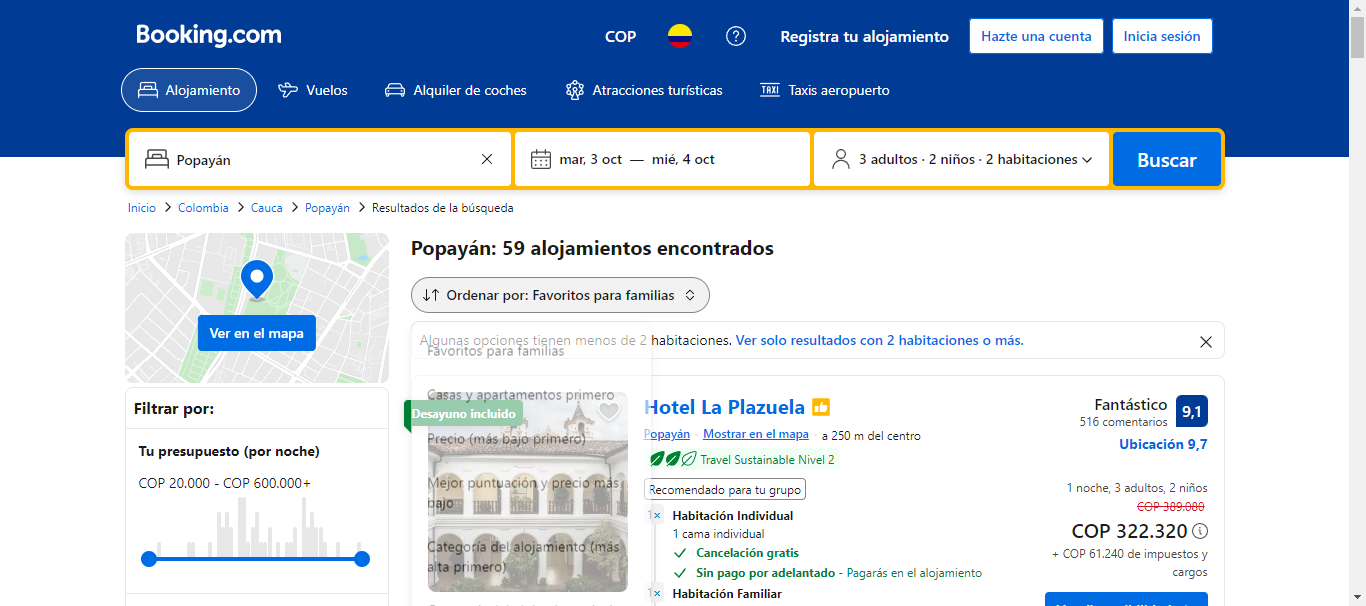 Booking.com
COP
Registra tu alojamiento
Hazte una cuenta
Inicia sesión
Alojamiento
Vuelos
Alquiler de coches
Atracciones turísticas
TAXI Taxis aeropuerto
Popayán
mar, 3 oct — mié, 4 oct
3 adultos · 2 niños · 2 habitaciones
Buscar
Inicio > Colombia > Cauca > Popayán > Resultados de la búsqueda
Ver en el mapa
Filtrar por:
Tu presupuesto (por noche)
COP 20.000 - COP 600.000+
Popayán: 59 alojamientos encontrados
Ordenar por: Favoritos para familias
Algunas opciones tienen menos de 2 habitaciones. Ver solo resultados con 2 habitaciones o más.
Favoritos para familias
Casas y apartamentos primero
Precio (más bajo primero)
Mejor puntuación y precio más
bajo
Categoría del alojamiento (más
alta primero)
Desayuno incluido
Hotel La Plazuela
Popayán · Mostrar en el mapa · a 250 m del centro
Travel Sustainable Nivel 2
Recomendado para tu grupo
1 × Habitación Individual
1 cama individual
Cancelación gratis
Sin pago por adelantado - Pagarás en el alojamiento
1 × Habitación Familiar
Fantástico
516 comentarios
9,1
Ubicación 9,7
1 noche, 3 adultos, 2 niños
COP 389.080
COP 322.320
+ COP 61.240 de impuestos y
cargos